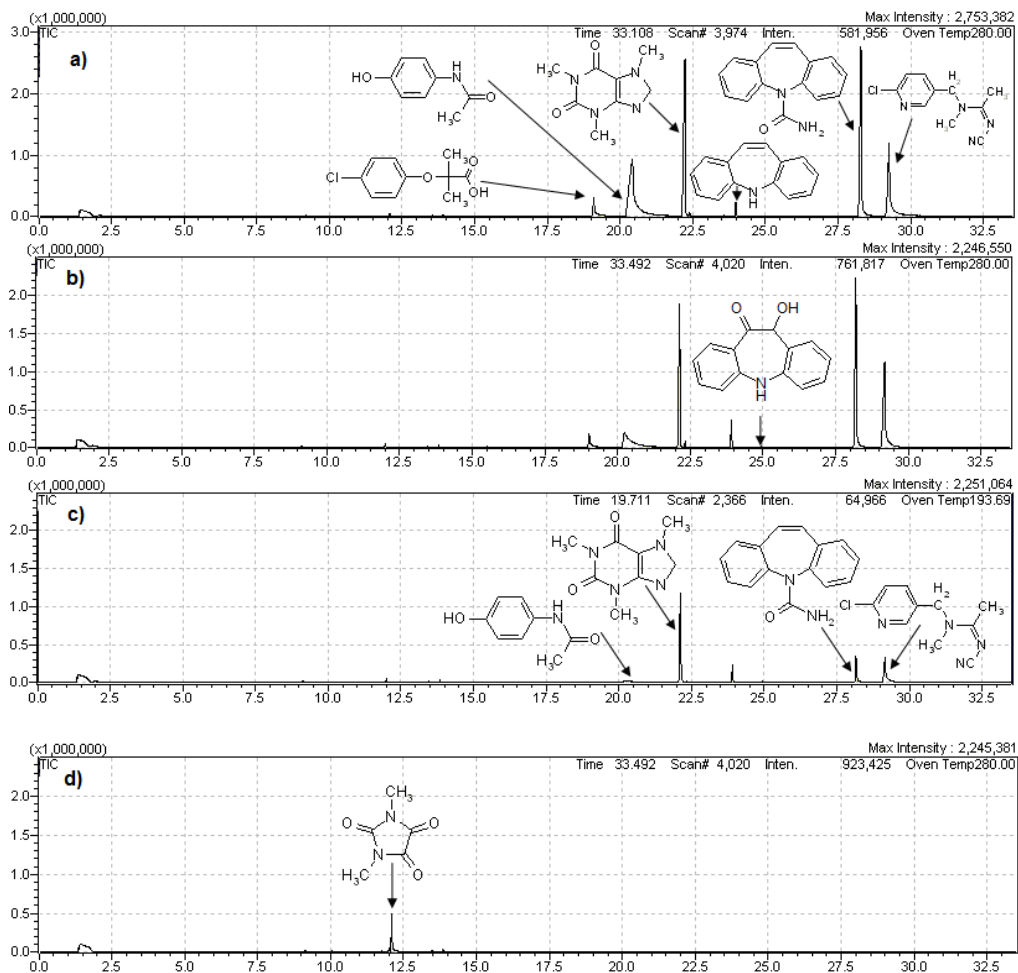 (x1,000,000) Max Intensity : 2,753,382
TIC Time 33.108 Scan# 3,974 Inten. 581,956 Oven Temp280.00
a)
3.0
2.0
1.0
0.0
HO H N O CH3
H3C O N CH3 N O N CH3 N
N O NH2
Cl N H2 C N CH3 H3C N NC
Cl O CH3 CH3 O OH
N H
0.0 2.5 5.0 7.5 10.0 12.5 15.0 17.5 20.0 22.5 25.0 27.5 30.0 32.5
(x1,000,000) Max Intensity : 2,246,550
TIC Time 33.492 Scan# 4,020 Inten. 761,817 Oven Temp280.00
b)
2.0
1.5
1.0
0.5
0.0
O OH N H
0.0 2.5 5.0 7.5 10.0 12.5 15.0 17.5 20.0 22.5 25.0 27.5 30.0 32.5
(x1,000,000) Max Intensity : 2,251,064
TIC Time 19.711 Scan# 2,366 Inten. 64,966 Oven Temp193.69
c)
2.0
1.5
1.0
0.5
0.0
H3C O N CH3 N O N CH3 N
HO H N O CH3
N O NH2
Cl N H2 C N CH3 H3C N NC
0.0 2.5 5.0 7.5 10.0 12.5 15.0 17.5 20.0 22.5 25.0 27.5 30.0 32.5
(x1,000,000) Max Intensity : 2,245,381
TIC Time 33.492 Scan# 4,020 Inten. 923,425 Oven Temp280.00
d)
2.0
1.5
1.0
0.5
0.0
CH3
N
O O
N
H3C O
0.0 2.5 5.0 7.5 10.0 12.5 15.0 17.5 20.0 22.5 25.0 27.5 30.0 32.5